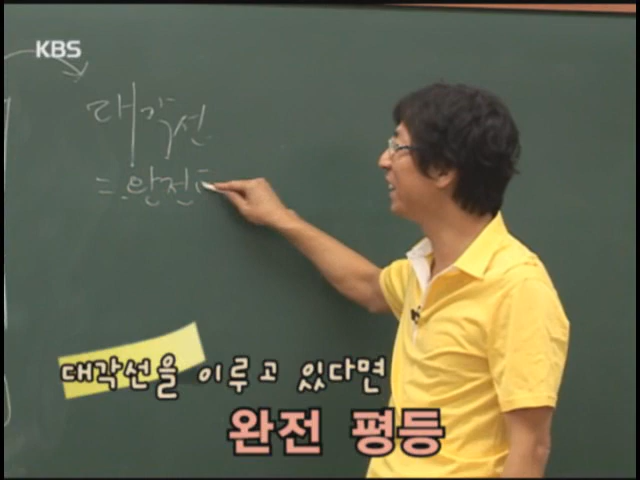 KBS
대각선
= 완전
대각선을 이루고 있다면
완전 평등